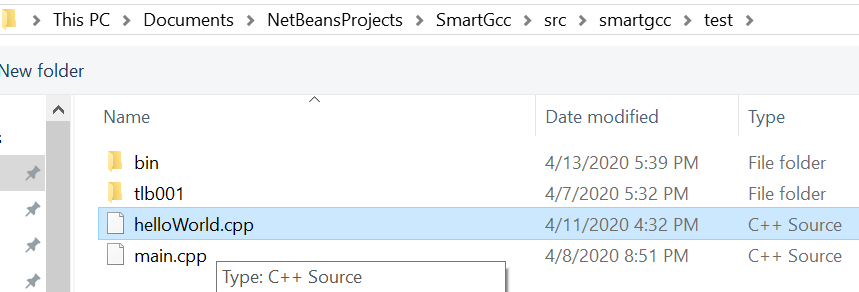 This PC > Documents > NetBeansProjects > SmartGcc > src > smartgcc > test >
New folder
Name Date modified Type
bin 4/13/2020 5:39 PM File folder
tlb001 4/7/2020 5:32 PM File folder
helloWorld.cpp 4/11/2020 4:32 PM C++ Source
main.cpp 4/8/2020 8:51 PM C++ Source
Type: C++ Source